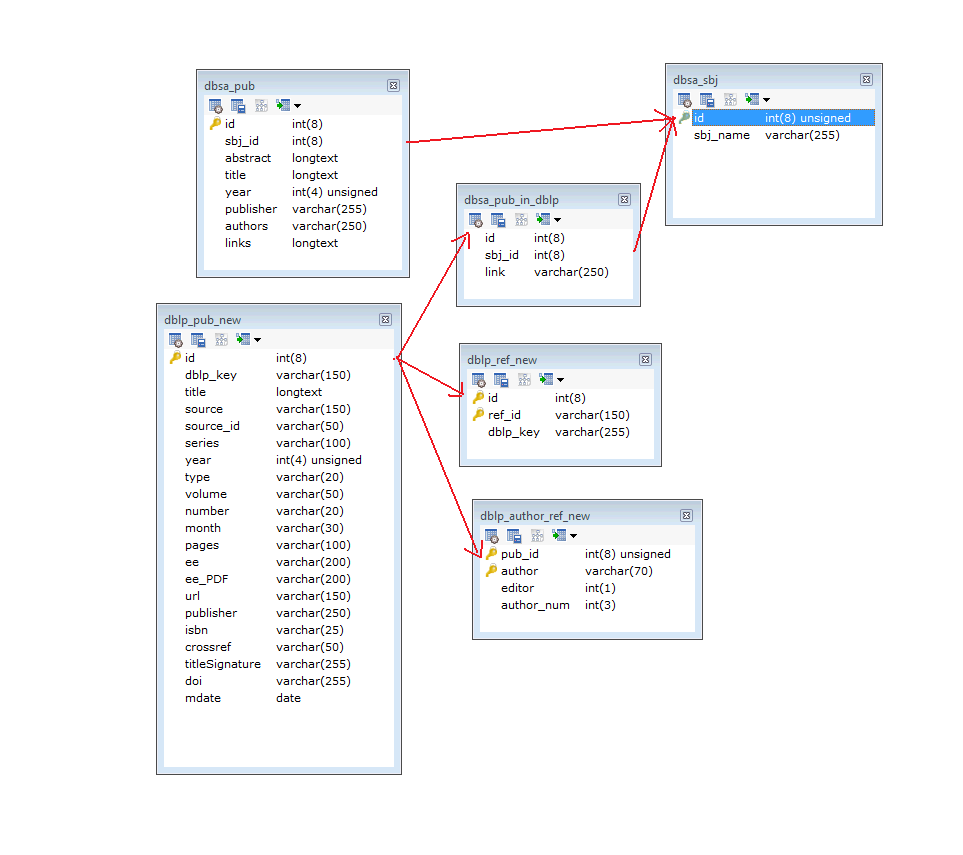 dbsa_pub
id int(8)
sbj_id int(8)
abstract longtext
title longtext
year int(4) unsigned
publisher varchar(255)
authors varchar(250)
links longtext
dbsa_sbj
id int(8) unsigned
sbj_name varchar(255)
dbsa_pub_in_dblp
id int(8)
sbj_id int(8)
link varchar(250)
dblp_pub_new
id int(8)
dblp_key varchar(150)
title longtext
source varchar(150)
source_id varchar(50)
series varchar(100)
year int(4) unsigned
type varchar(20)
volume varchar(50)
number varchar(20)
month varchar(30)
pages varchar(100)
ee varchar(200)
ee_PDF varchar(200)
url varchar(150)
publisher varchar(250)
isbn varchar(25)
crossref varchar(50)
titleSignature varchar(255)
doi varchar(255)
mdate date
dblp_ref_new
id int(8)
ref_id varchar(150)
dblp_key varchar(255)
dblp_author_ref_new
pub_id int(8) unsigned
author varchar(70)
editor int(1)
author_num int(3)